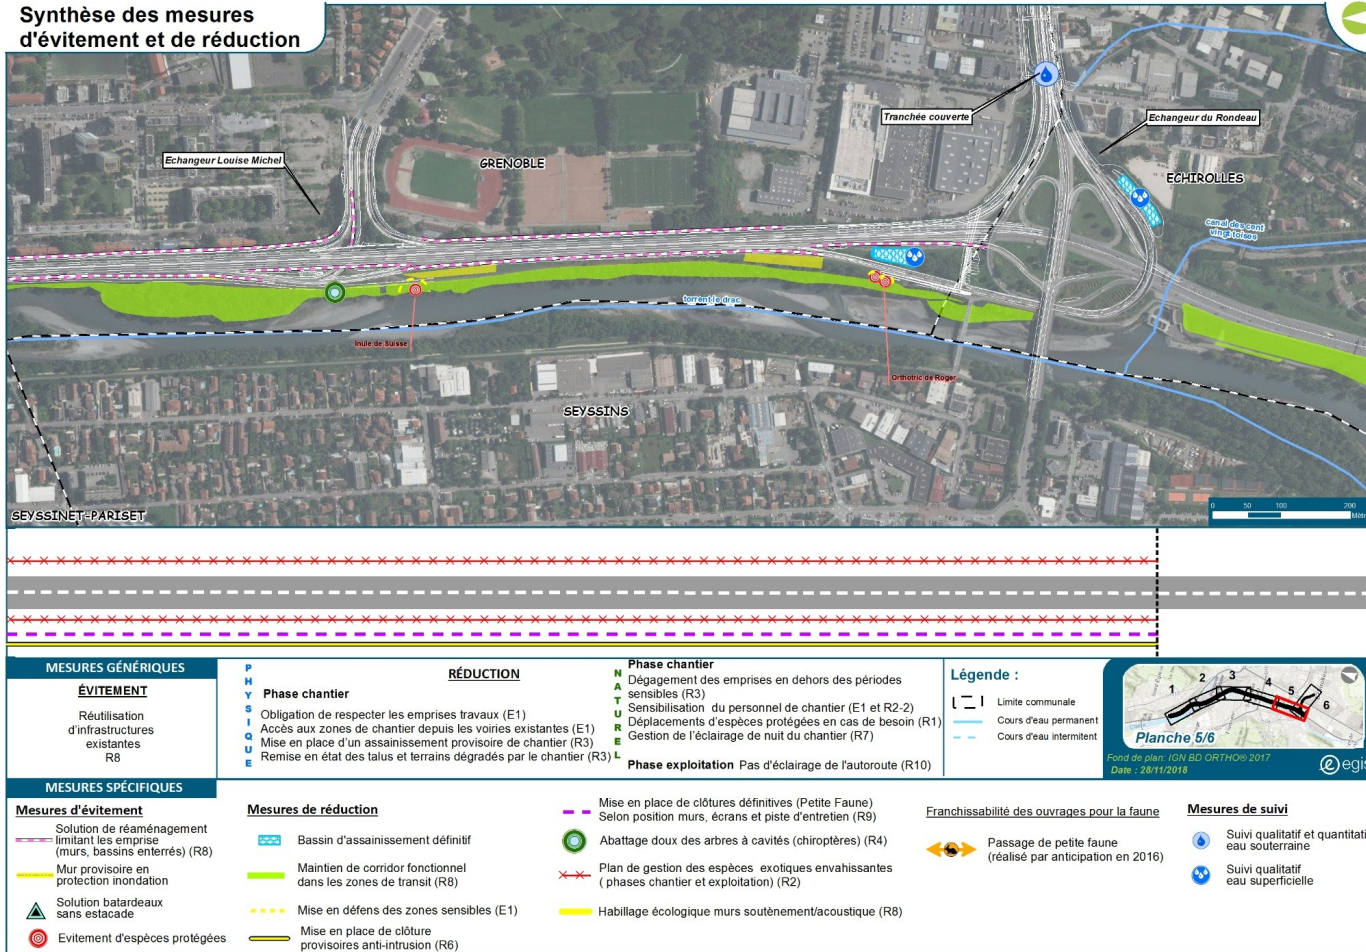 Synthèse des mesures
d'évitement et de réduction
Tranchée couverte
Echangeur du Rondeau
Echangeur Louise Michel
GRENOBLE
ECHIROLLES
canal des cent
vingt toises
torrent le drac
Inule de Suisse
Orthotric de Roger
SEYSSINS
SEYSSINET-PARISET
0 50 100 200
Mètr
MESURES GÉNÉRIQUES
ÉVITEMENT
Réutilisation
d'infrastructures
existantes
R8
PHYSIQUE
RÉDUCTION
Phase chantier
Obligation de respecter les emprises travaux (E1)
Accès aux zones de chantier depuis les voiries existantes (E1)
Mise en place d'un assainissement provisoire de chantier (R3)
Remise en état des talus et terrains dégradés par le chantier (R3)
NATUREL
Phase chantier
Dégagement des emprises en dehors des périodes
sensibles (R3)
Sensibilisation du personnel de chantier (E1 et R2-2)
Déplacements d'espèces protégées en cas de besoin (R1)
Gestion de l'éclairage de nuit du chantier (R7)
Phase exploitation Pas d'éclairage de l'autoroute (R10)
Légende :
Limite communale
Cours d'eau permanent
Cours d'eau intermitent
1 2 3 4 5 6
Planche 5/6
Fond de plan: IGN BD ORTHO® 2017
Date : 28/11/2018
egis
MESURES SPÉCIFIQUES
Mesures d'évitement
Solution de réaménagement
limitant les emprise
(murs, bassins enterrés) (R8)
Mur provisoire en
protection inondation
Solution batardeaux
sans estacade
Evitement d'espèces protégées
Mesures de réduction
Bassin d'assainissement définitif
Maintien de corridor fonctionnel
dans les zones de transit (R8)
Mise en défens des zones sensibles (E1)
Mise en place de clôture
provisoires anti-intrusion (R6)
Mise en place de clôtures définitives (Petite Faune)
Selon position murs, écrans et piste d'entretien (R9)
Abattage doux des arbres à cavités (chiroptères) (R4)
Plan de gestion des espèces exotiques envahissantes
( phases chantier et exploitation) (R2)
Habillage écologique murs soutènement/acoustique (R8)
Franchissabilité des ouvrages pour la faune
Passage de petite faune
(réalisé par anticipation en 2016)
Mesures de suivi
Suivi qualitatif et quantitati
eau souterraine
Suivi qualitatif
eau superficielle